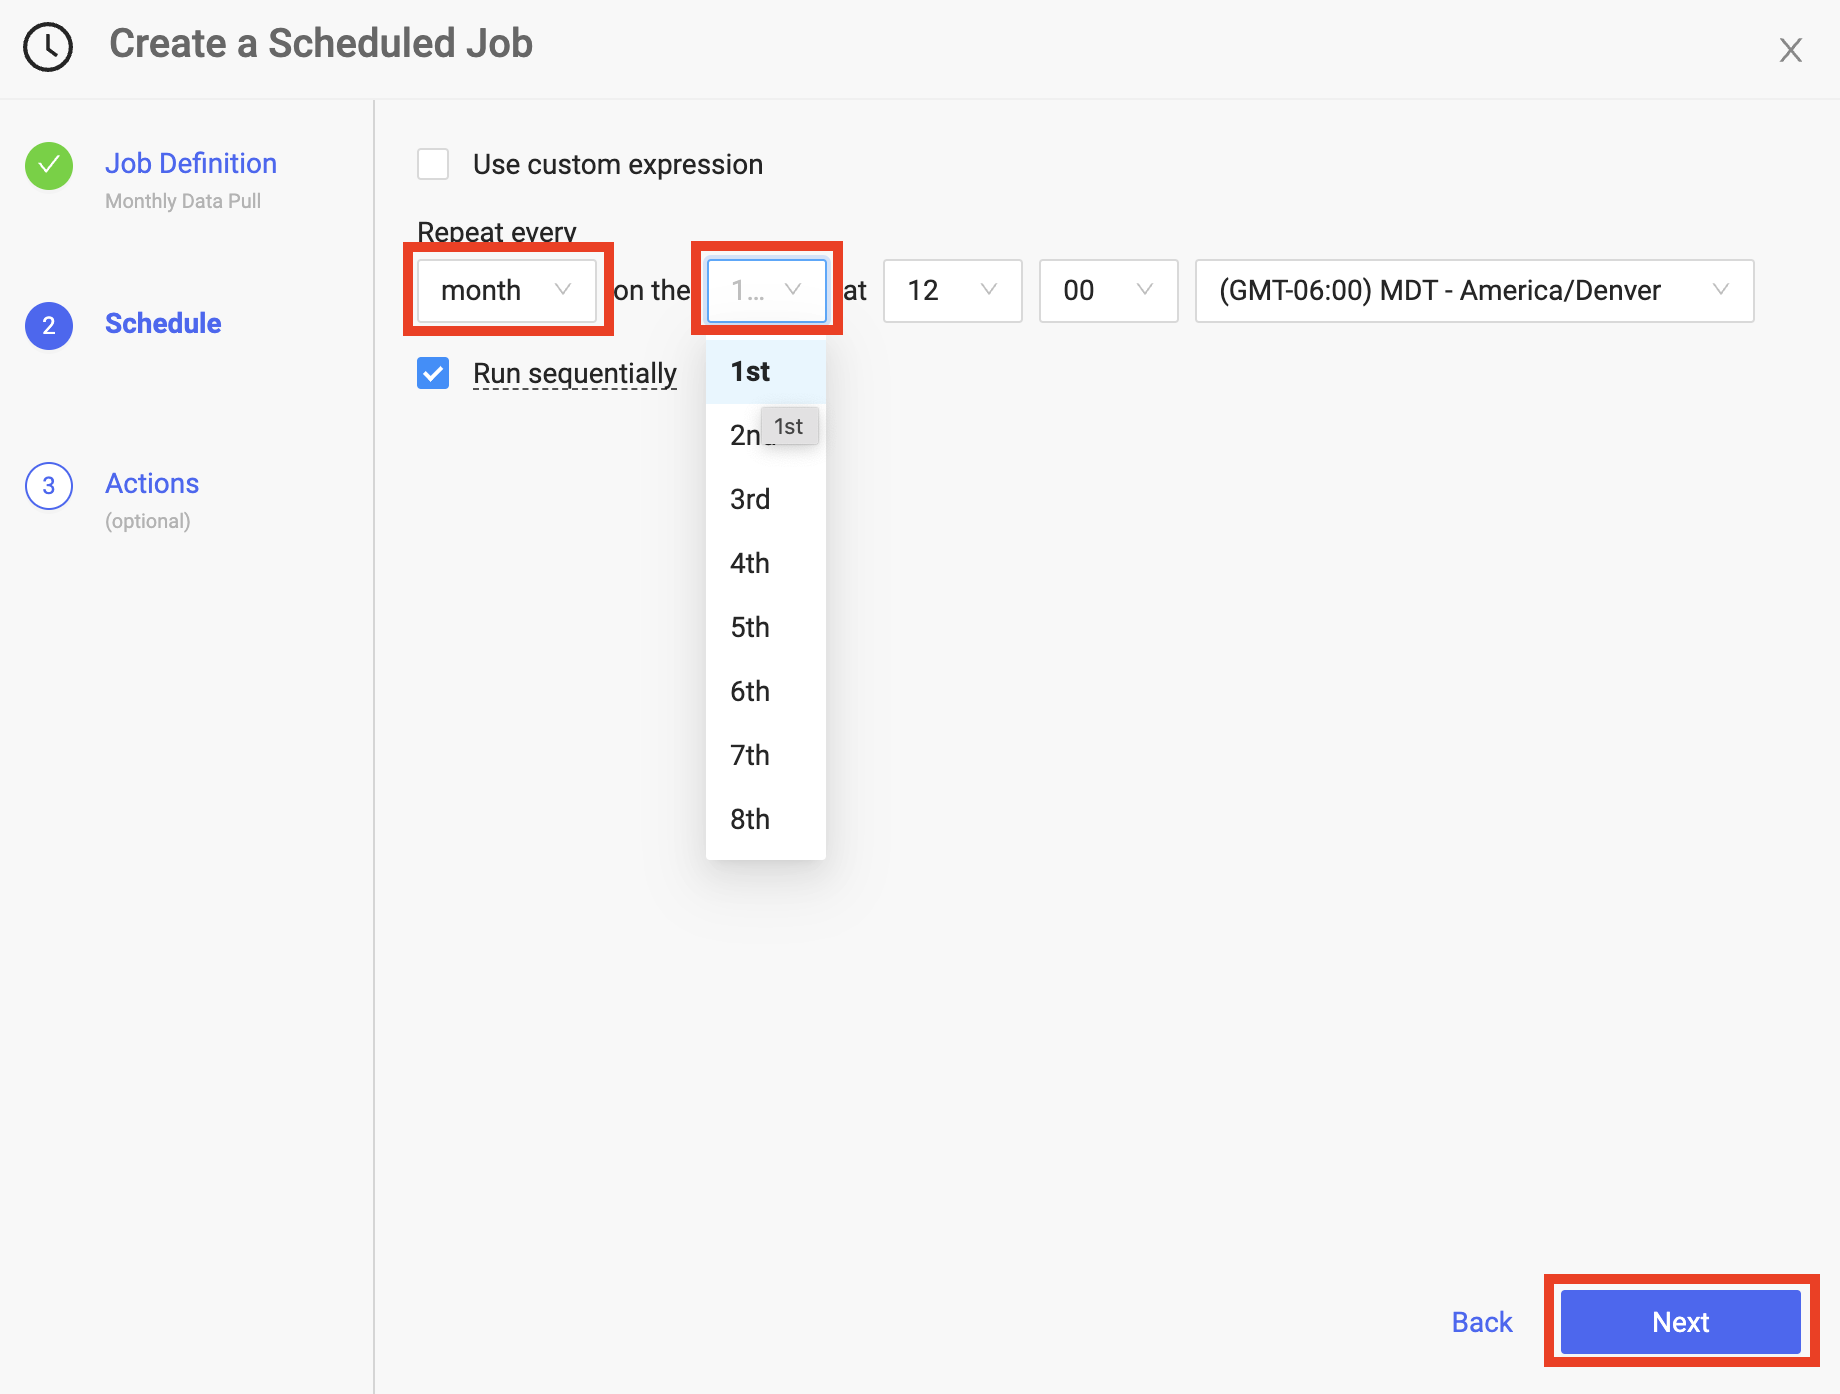 Create a Scheduled Job
Job Definition
Monthly Data Pull
2 Schedule
3 Actions
(optional)
Use custom expression
Repeat every
month on the 1... at 12 00 (GMT-06:00) MDT - America/Denver
Run sequentially
1st
2nd
1st
3rd
4th
5th
6th
7th
8th
Back Next